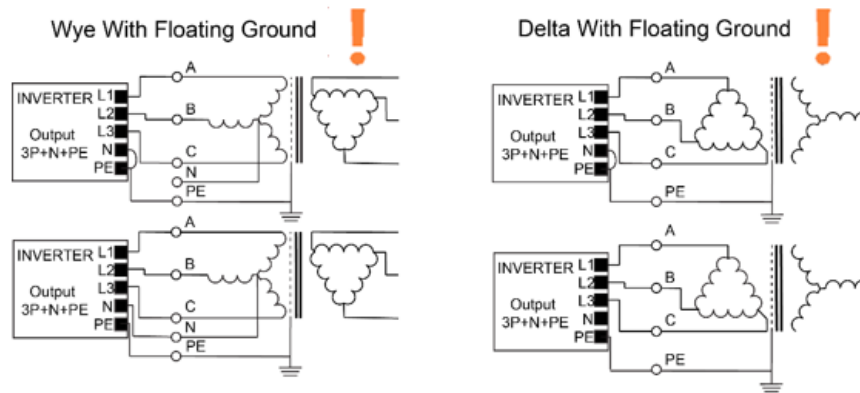 Wye With Floating Ground !
Delta With Floating Ground !
A
INVERTER L1
L2
B
Output
L3
3P+N+PE
N
C
PE
N
PE
A
INVERTER L1
L2
B
Output
L3
3P+N+PE
N
C
PE
N
PE
A
INVERTER L1
L2
B
Output
L3
3P+N+PE
N
C
PE
PE
A
INVERTER L1
L2
B
Output
L3
3P+N+PE
N
C
PE
PE